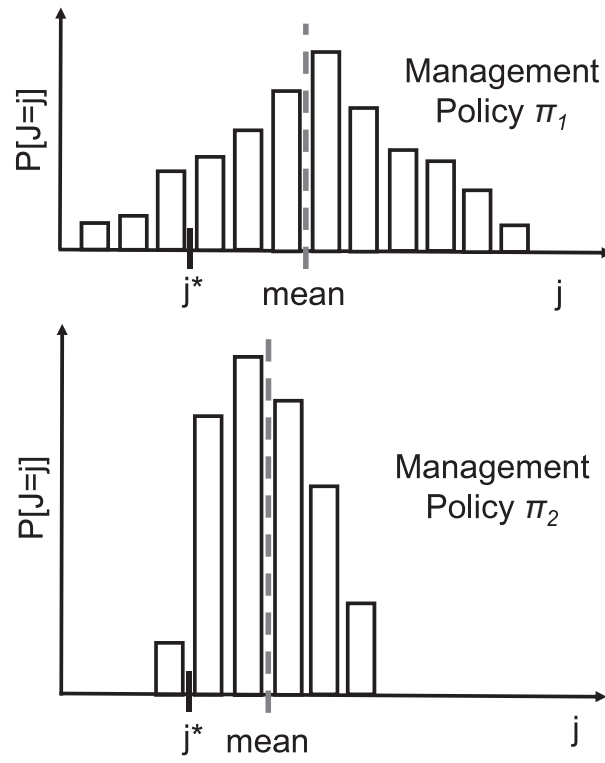 P[J=j]
Management
Policy π1
j*
mean
j
P[J=j]
Management
Policy π2
j*
mean
j